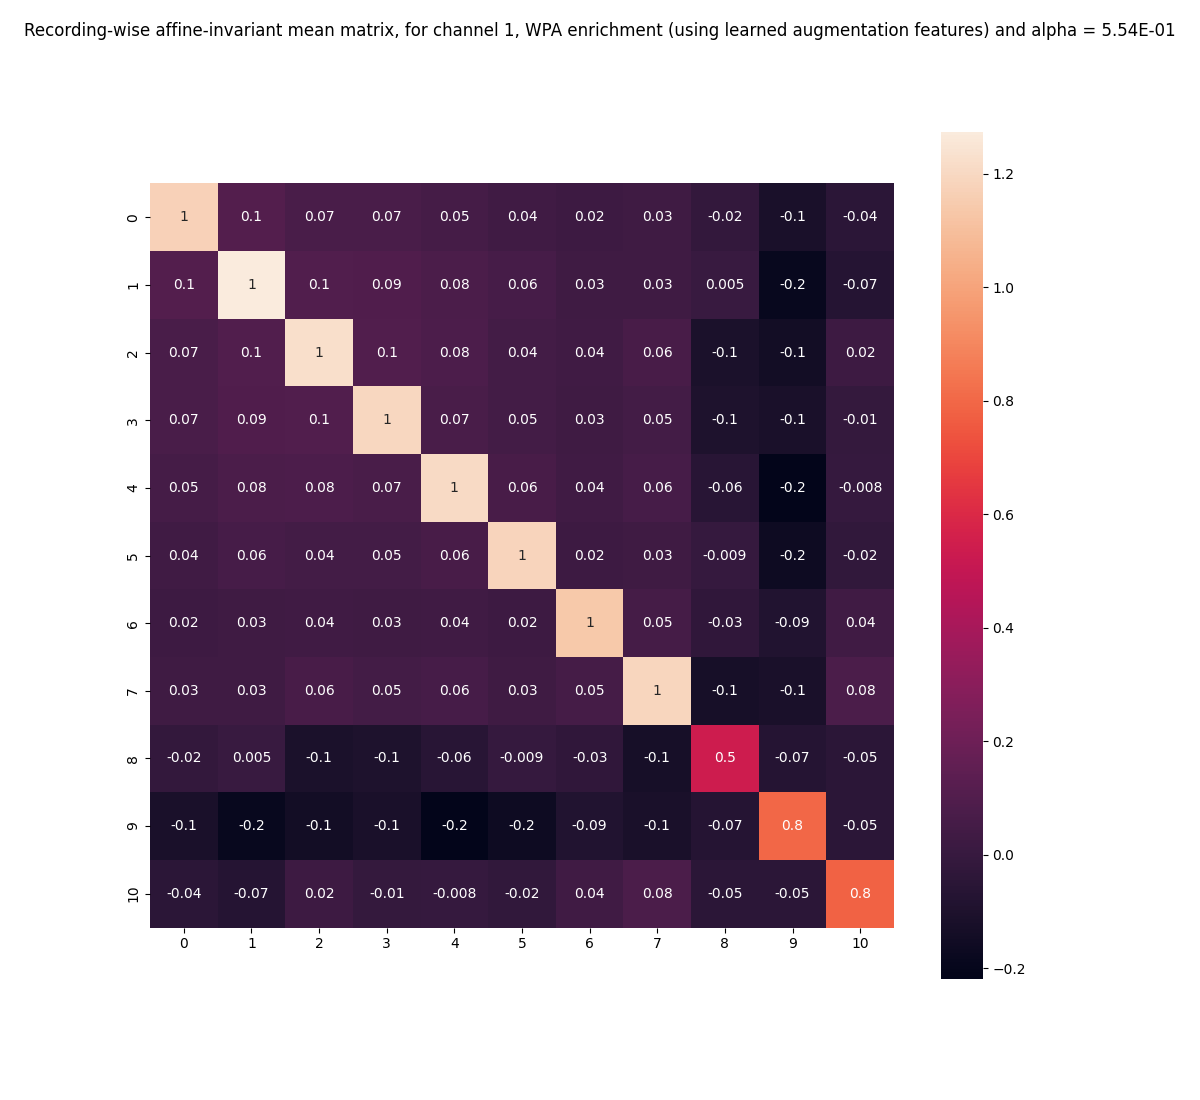 Recording-wise affine-invariant mean matrix, for channel 1, WPA enrichment (using learned augmentation features) and alpha = 5.54E-01
0 1 0.1 0.07 0.07 0.05 0.04 0.02 0.03 -0.02 -0.1 -0.04
1 0.1 1 0.1 0.09 0.08 0.06 0.03 0.03 0.005 -0.2 -0.07
2 0.07 0.1 1 0.1 0.08 0.04 0.04 0.06 -0.1 -0.1 0.02
3 0.07 0.09 0.1 1 0.07 0.05 0.03 0.05 -0.1 -0.1 -0.01
4 0.05 0.08 0.08 0.07 1 0.06 0.04 0.06 -0.06 -0.2 -0.008
5 0.04 0.06 0.04 0.05 0.06 1 0.02 0.03 -0.009 -0.2 -0.02
6 0.02 0.03 0.04 0.03 0.04 0.02 1 0.05 -0.03 -0.09 0.04
7 0.03 0.03 0.06 0.05 0.06 0.03 0.05 1 -0.1 -0.1 0.08
8 -0.02 0.005 -0.1 -0.1 -0.06 -0.009 -0.03 -0.1 0.5 -0.07 -0.05
9 -0.1 -0.2 -0.1 -0.1 -0.2 -0.2 -0.09 -0.1 -0.07 0.8 -0.05
10 -0.04 -0.07 0.02 -0.01 -0.008 -0.02 0.04 0.08 -0.05 -0.05 0.8
0 1 2 3 4 5 6 7 8 9 10
1.2
1.0
0.8
0.6
0.4
0.2
0.0
−0.2